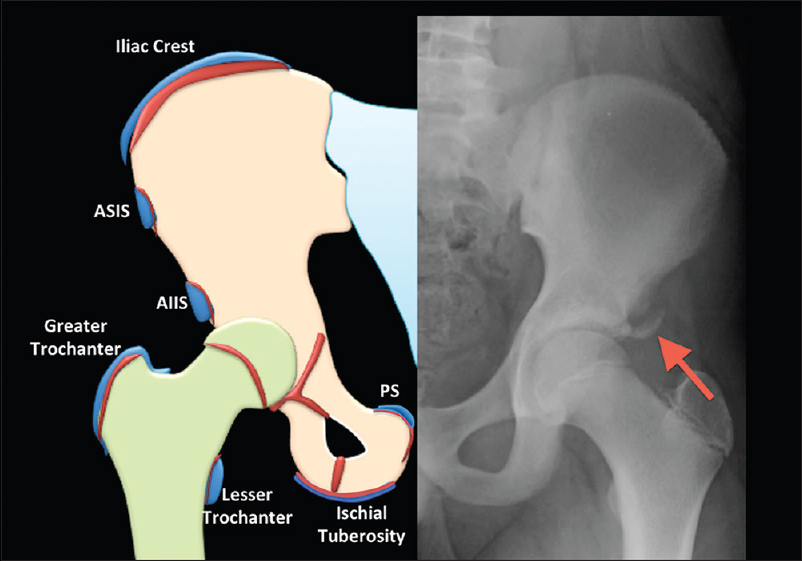 Iliac Crest
ASIS
AIIS
Greater
Trochanter
PS
Lesser
Trochanter
Ischial
Tuberosity